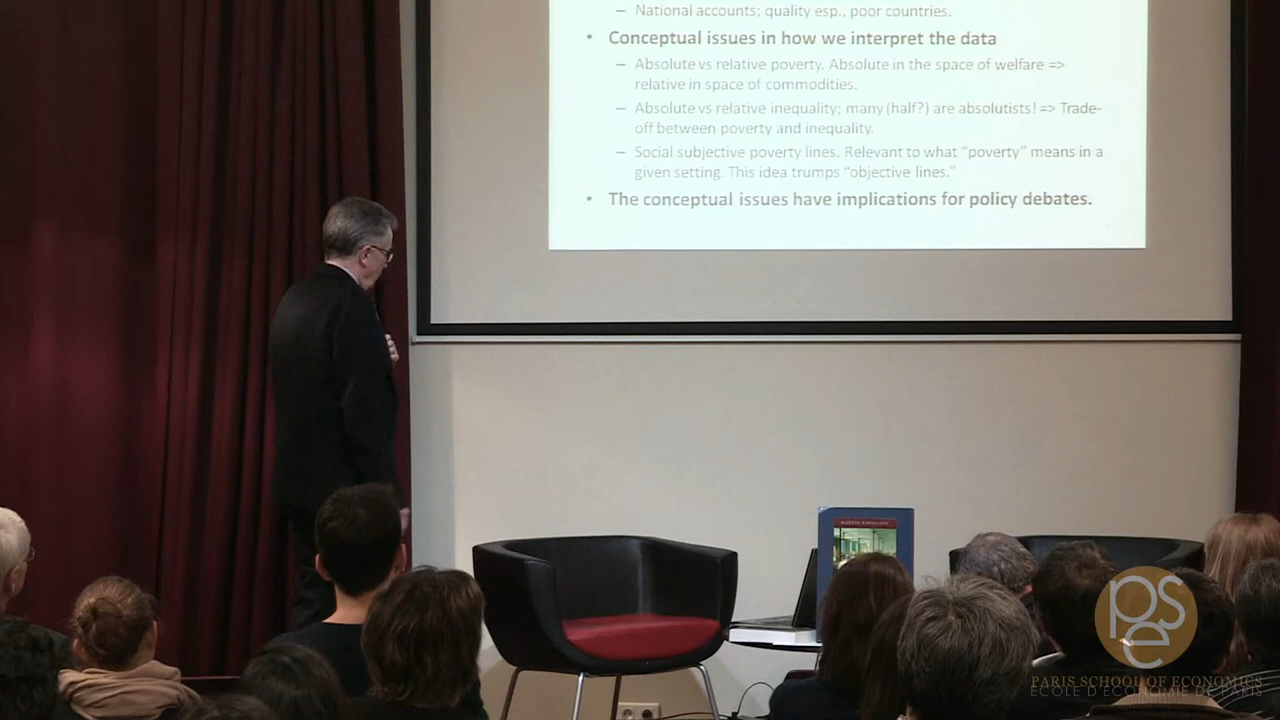 – National accounts; quality esp., poor countries.
• Conceptual issues in how we interpret the data
– Absolute vs relative poverty. Absolute in the space of welfare =>
relative in space of commodities.
– Absolute vs relative inequality; many (half?) are absolutists! => Trade-
off between poverty and inequality.
– Social subjective poverty lines. Relevant to what “poverty” means in a
given setting. This idea trumps “objective lines.”
• The conceptual issues have implications for policy debates.
MARTIN RAVALLION
pse
PARIS SCHOOL OF ECONOMICS
ECOLE D'ECONOMIE DE PARIS